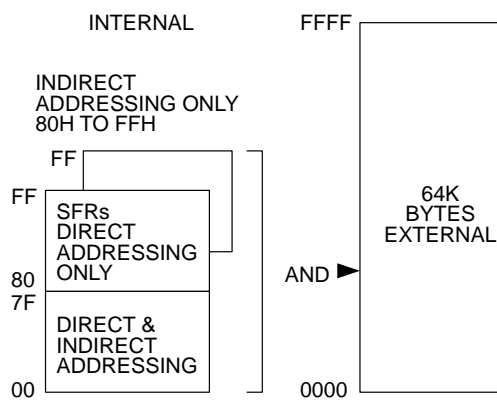 INTERNAL
INDIRECT
ADDRESSING ONLY
80H TO FFH
FF
FF
SFRs
DIRECT
ADDRESSING
ONLY
80
7F
DIRECT &
INDIRECT
ADDRESSING
00
AND
FFFF
64K
BYTES
EXTERNAL
0000